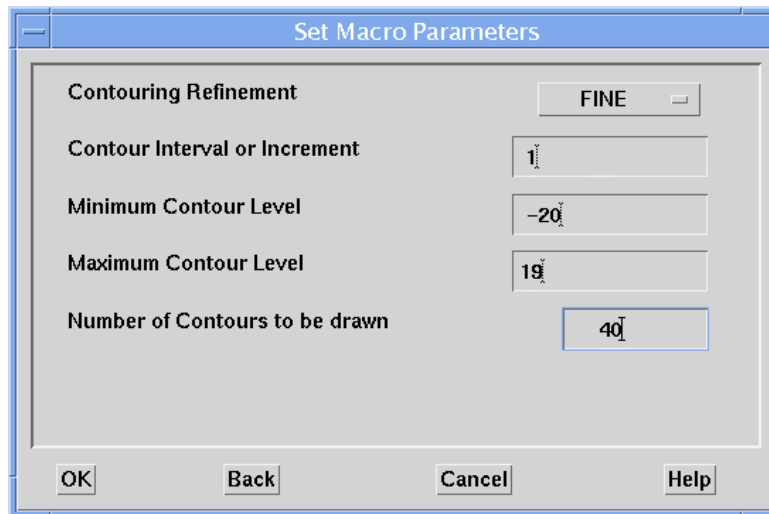 Set Macro Parameters
Contouring Refinement FINE
Contour Interval or Increment 1
Minimum Contour Level -20
Maximum Contour Level 19
Number of Contours to be drawn 40
OK Back Cancel Help